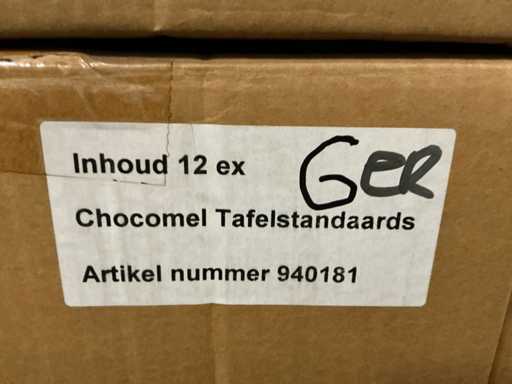 Inhoud 12 ex GER
Chocomel Tafelstandaards
Artikel nummer 940181